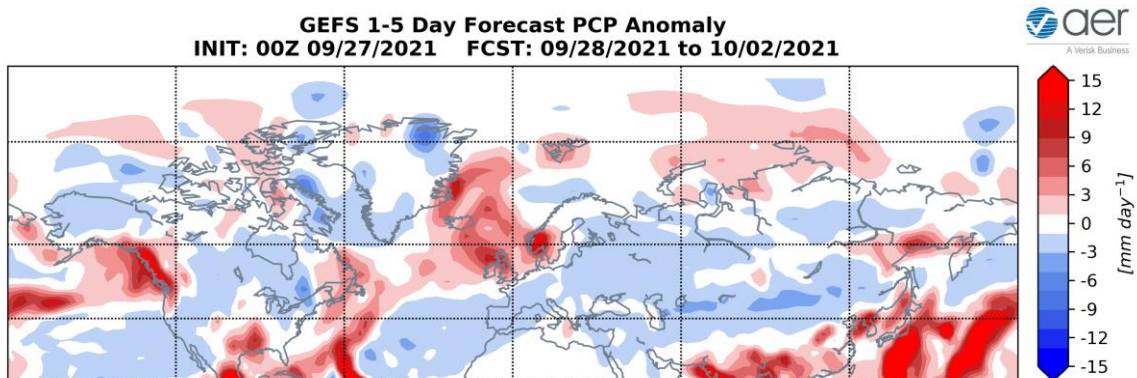 GEFS 1-5 Day Forecast PCP Anomaly
INIT: 00Z 09/27/2021 FCST: 09/28/2021 to 10/02/2021
aer
A Verisk Business
15
12
9
6
3
0
-3
-6
-9
-12
-15
[mm day⁻¹]